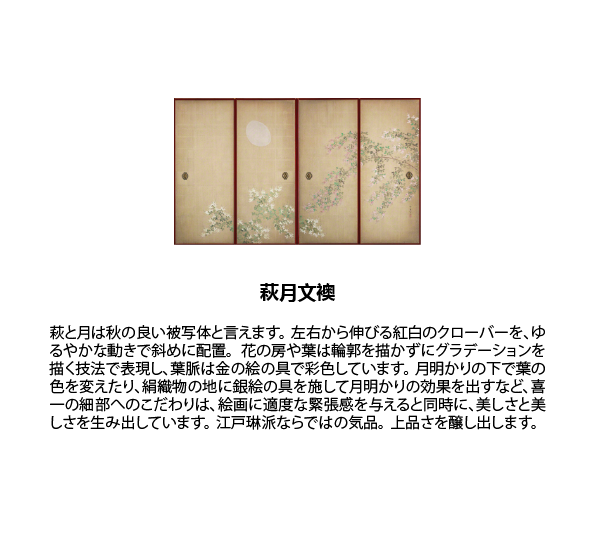 萩月文襖
萩と月は秋の良い被写体と言えます。左右から伸びる紅白のクローバーを、ゆ
るやかな動きで斜めに配置。花の房や葉は輪郭を描かずにグラデーションを
描く技法で表現し、葉脈は金の絵の具で彩色しています。月明かりの下で葉の
色を変えたり、絹織物の地に銀絵の具を施して月明かりの効果を出すなど、喜
一の細部へのこだわりは、絵画に適度な緊張感を与えると同時に、美しさと美
しさを生み出しています。江戸琳派ならではの気品。上品さを醸し出します。